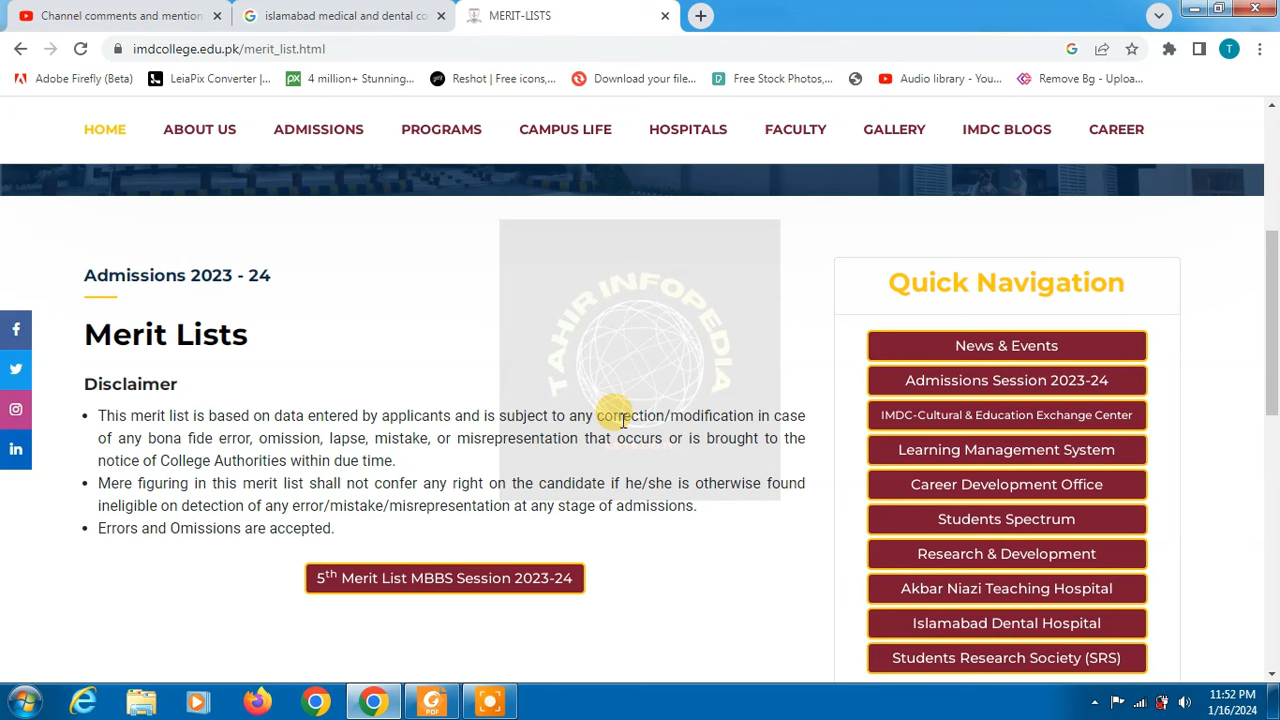 Channel comments and mentio
islamabad medical and dental co
MERIT-LISTS
imdcollege.edu.pk/merit_list.html
T
Adobe Firefly (Beta)
LeiaPix Converter |...
4 million+ Stunning...
Reshot | Free icons,...
Download your file...
Free Stock Photos,...
Audio library - You...
Remove Bg - Uploa...
HOME
ABOUT US
ADMISSIONS
PROGRAMS
CAMPUS LIFE
HOSPITALS
FACULTY
GALLERY
IMDC BLOGS
CAREER
Admissions 2023 - 24
Merit Lists
Disclaimer
• This merit list is based on data entered by applicants and is subject to any correction/modification in case
of any bona fide error, omission, lapse, mistake, or misrepresentation that occurs or is brought to the
notice of College Authorities within due time.
• Mere figuring in this merit list shall not confer any right on the candidate if he/she is otherwise found
ineligible on detection of any error/mistake/misrepresentation at any stage of admissions.
• Errors and Omissions are accepted.
5th Merit List MBBS Session 2023-24
TAHIR INFOPEDIA
Quick Navigation
News & Events
Admissions Session 2023-24
IMDC-Cultural & Education Exchange Center
Learning Management System
Career Development Office
Students Spectrum
Research & Development
Akbar Niazi Teaching Hospital
Islamabad Dental Hospital
Students Research Society (SRS)
PDF
11:52 PM
1/16/2024